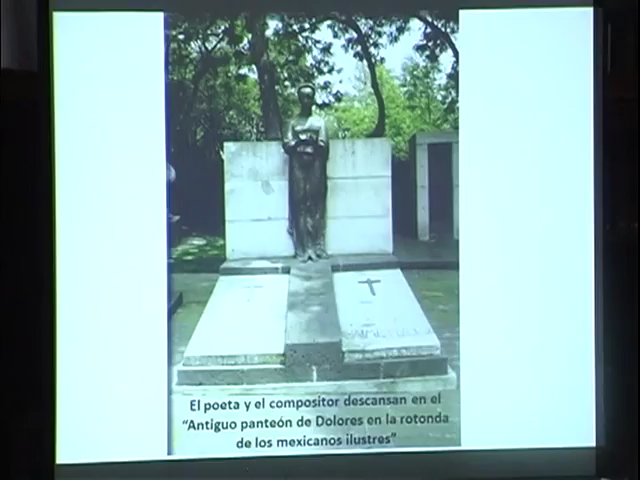 El poeta y el compositor descansan en el
“Antiguo panteón de Dolores en la rotonda
de los mexicanos ilustres”